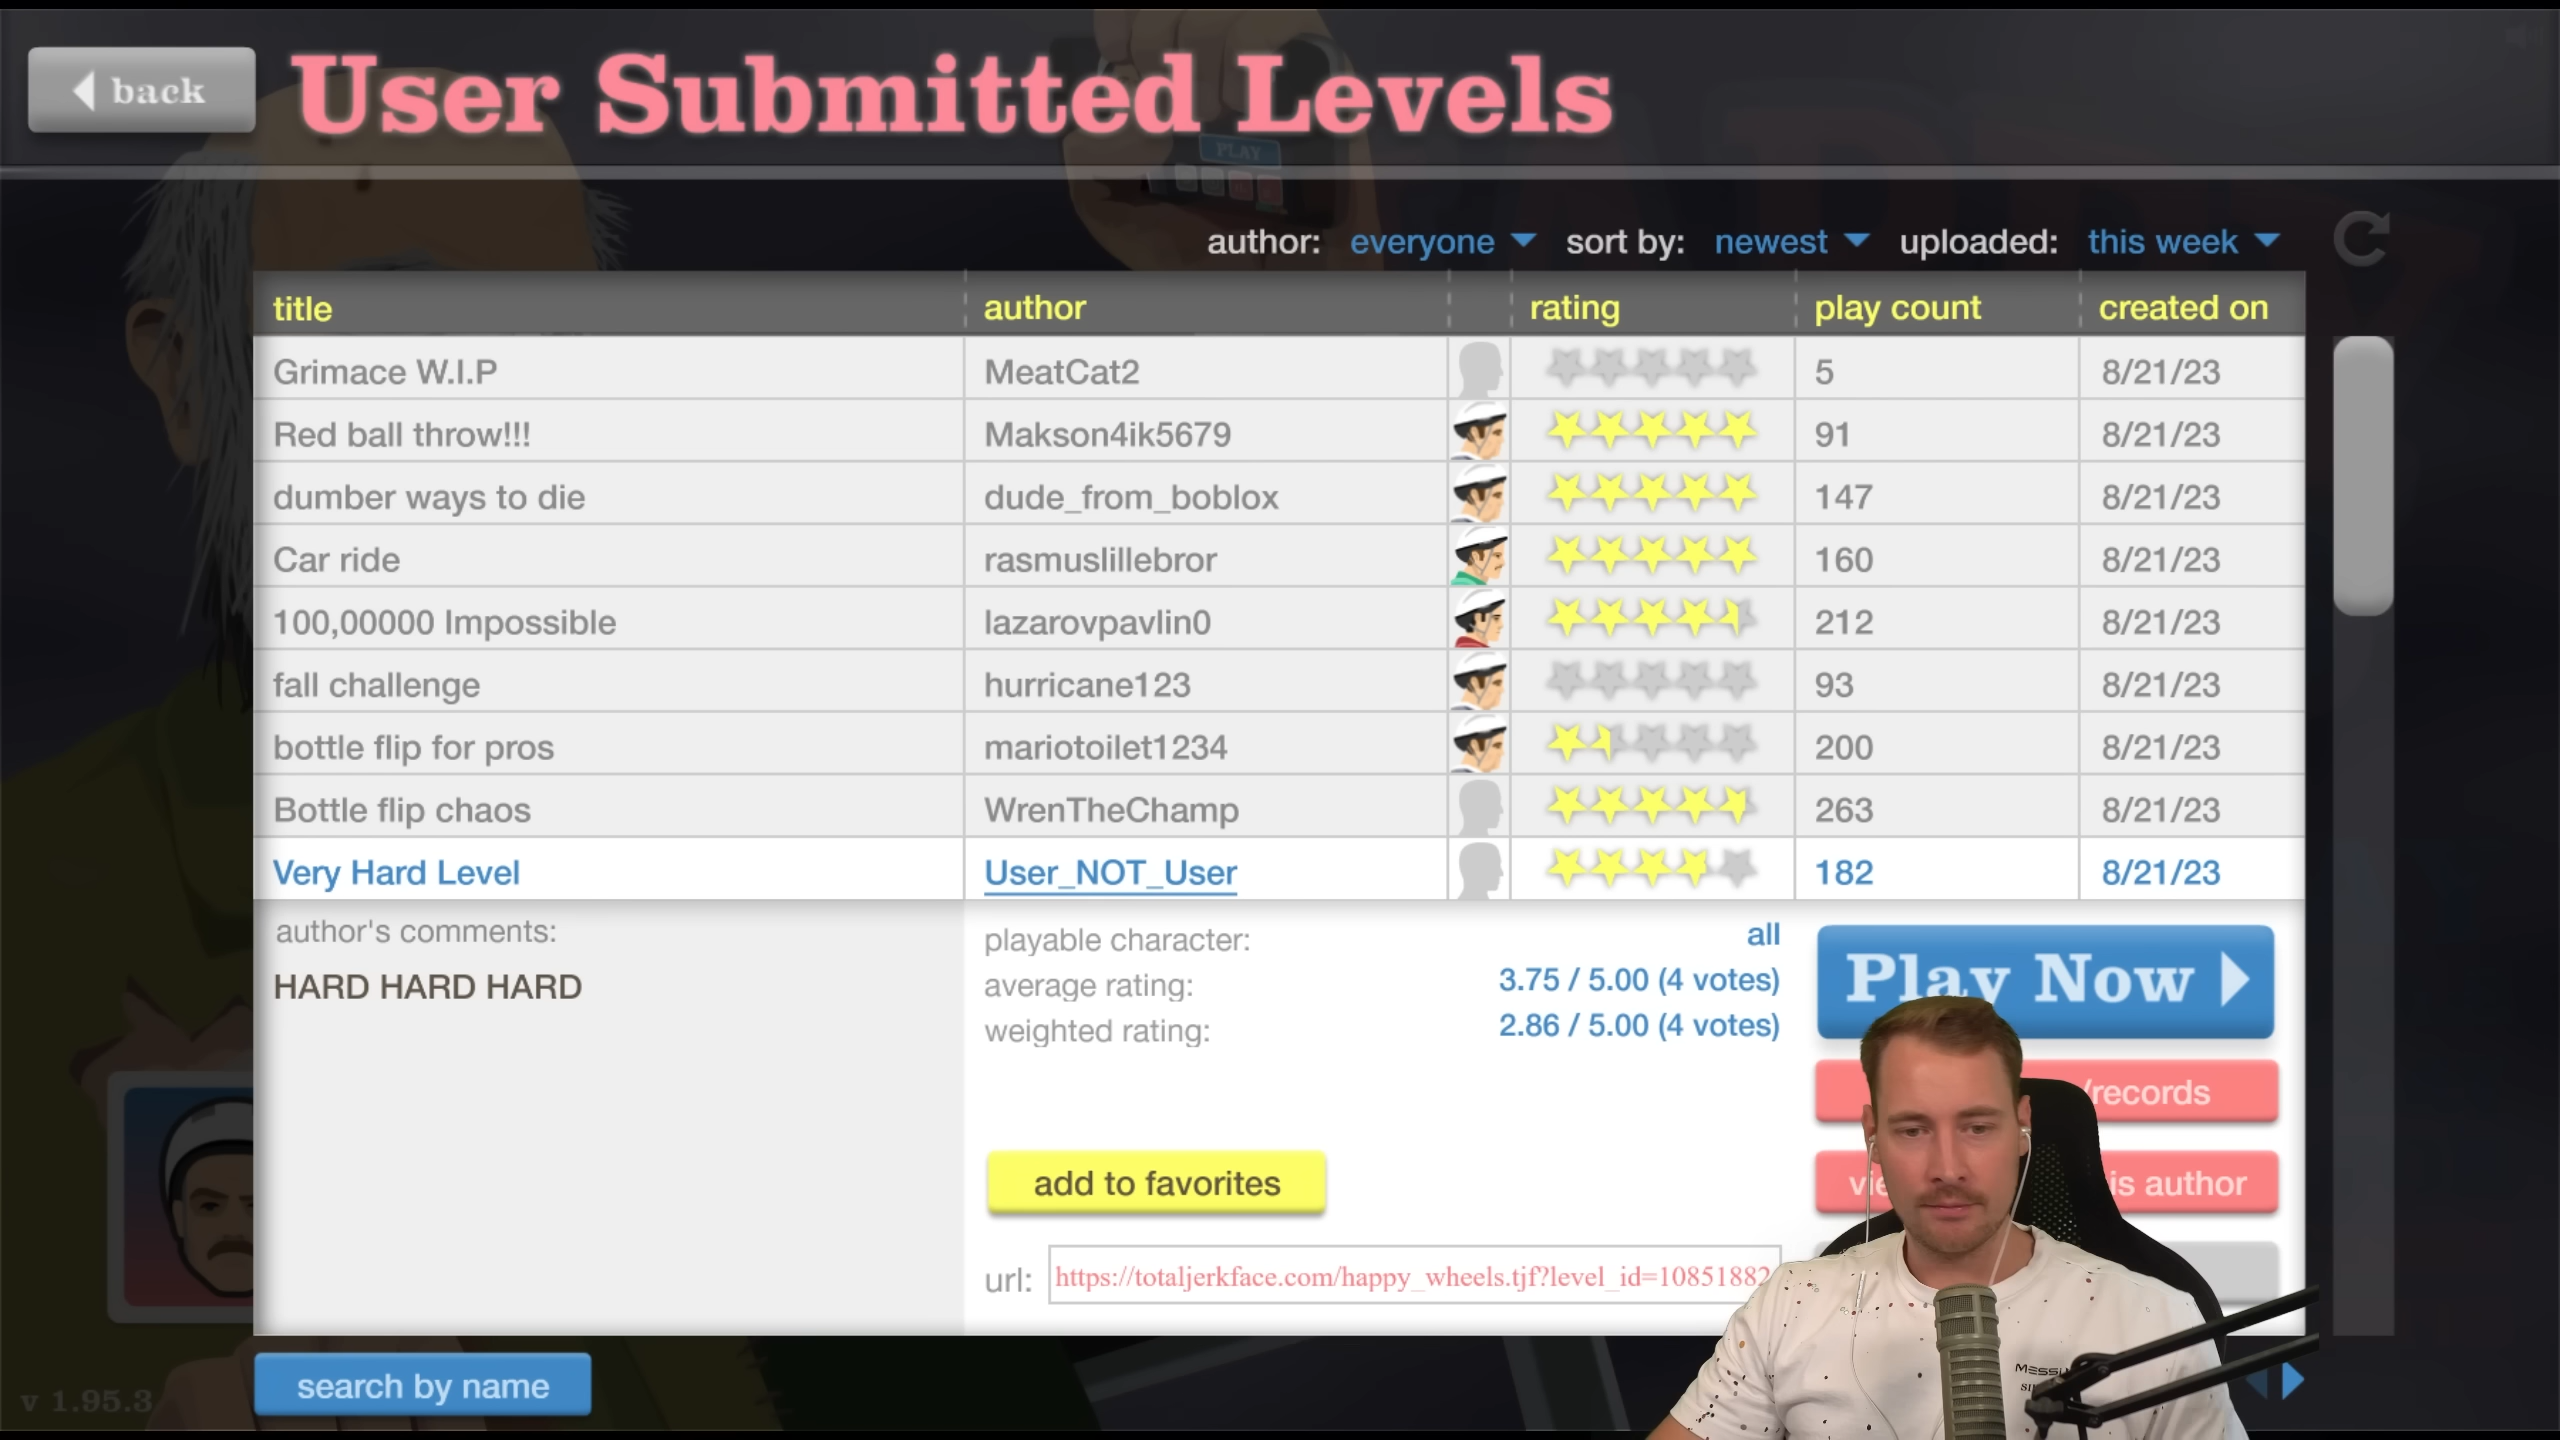 back
User Submitted Levels
PLAY
author: everyone sort by: newest uploaded: this week
title author rating play count created on
Grimace W.I.P MeatCat2 5 8/21/23
Red ball throw!!! Makson4ik5679 91 8/21/23
dumber ways to die dude_from_boblox 147 8/21/23
Car ride rasmuslillebror 160 8/21/23
100,00000 Impossible lazarovpavlin0 212 8/21/23
fall challenge hurricane123 93 8/21/23
bottle flip for pros mariotoilet1234 200 8/21/23
Bottle flip chaos WrenTheChamp 263 8/21/23
Very Hard Level User_NOT_User 182 8/21/23
author's comments:
HARD HARD HARD
playable character: all
average rating: 3.75 / 5.00 (4 votes)
weighted rating: 2.86 / 5.00 (4 votes)
Play Now
/records
author
add to favorites
url: https://totaljerkface.com/happy_wheels.tjf?level_id=10851882
search by name
v 1.95.3